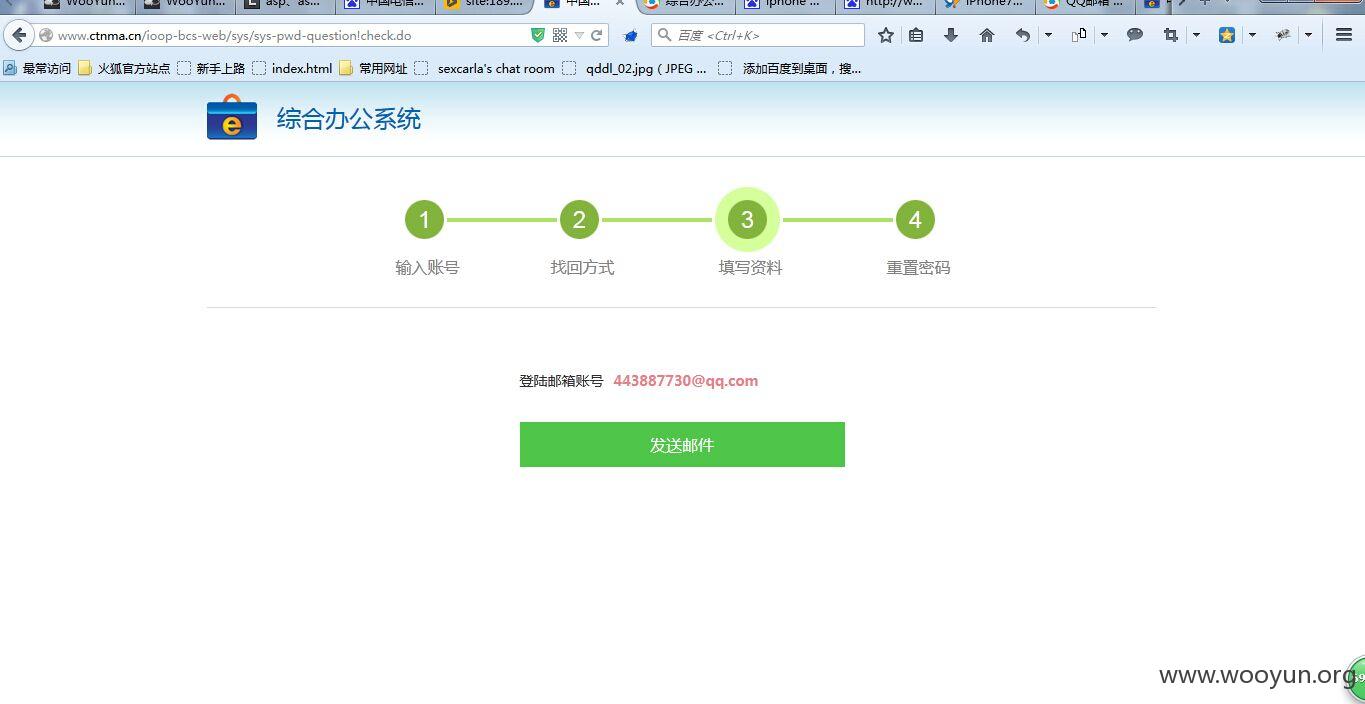 WooYun... WooYun... asp、as... 中国电信... site:189.... 中国... 综合办公... iphone ... http://w... iPhone7... QQ邮箱 ...
www.ctnma.cn/ioop-bcs-web/sys/sys-pwd-question!check.do 百度 <Ctrl+K>
最常访问 火狐官方站点 新手上路 index.html 常用网址 sexcarla's chat room qddl_02.jpg ( JPEG ... 添加百度到桌面，搜...
综合办公系统
1 2 3 4
输入账号 找回方式 填写资料 重置密码
登陆邮箱账号 443887730@qq.com
发送邮件
www.wooyun.org